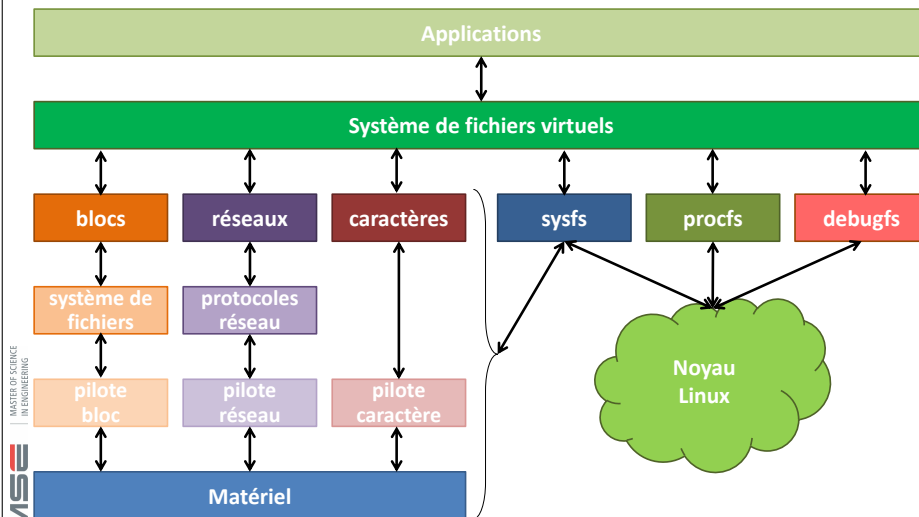 Applications
Système de fichiers virtuels
blocs
réseaux
caractères
sysfs
procfs
debugfs
système de
fichiers
protocoles
réseau
pilote
bloc
pilote
réseau
pilote
caractère
Noyau
Linux
Matériel
MASTER OF SCIENCE
IN ENGINEERING
MSE